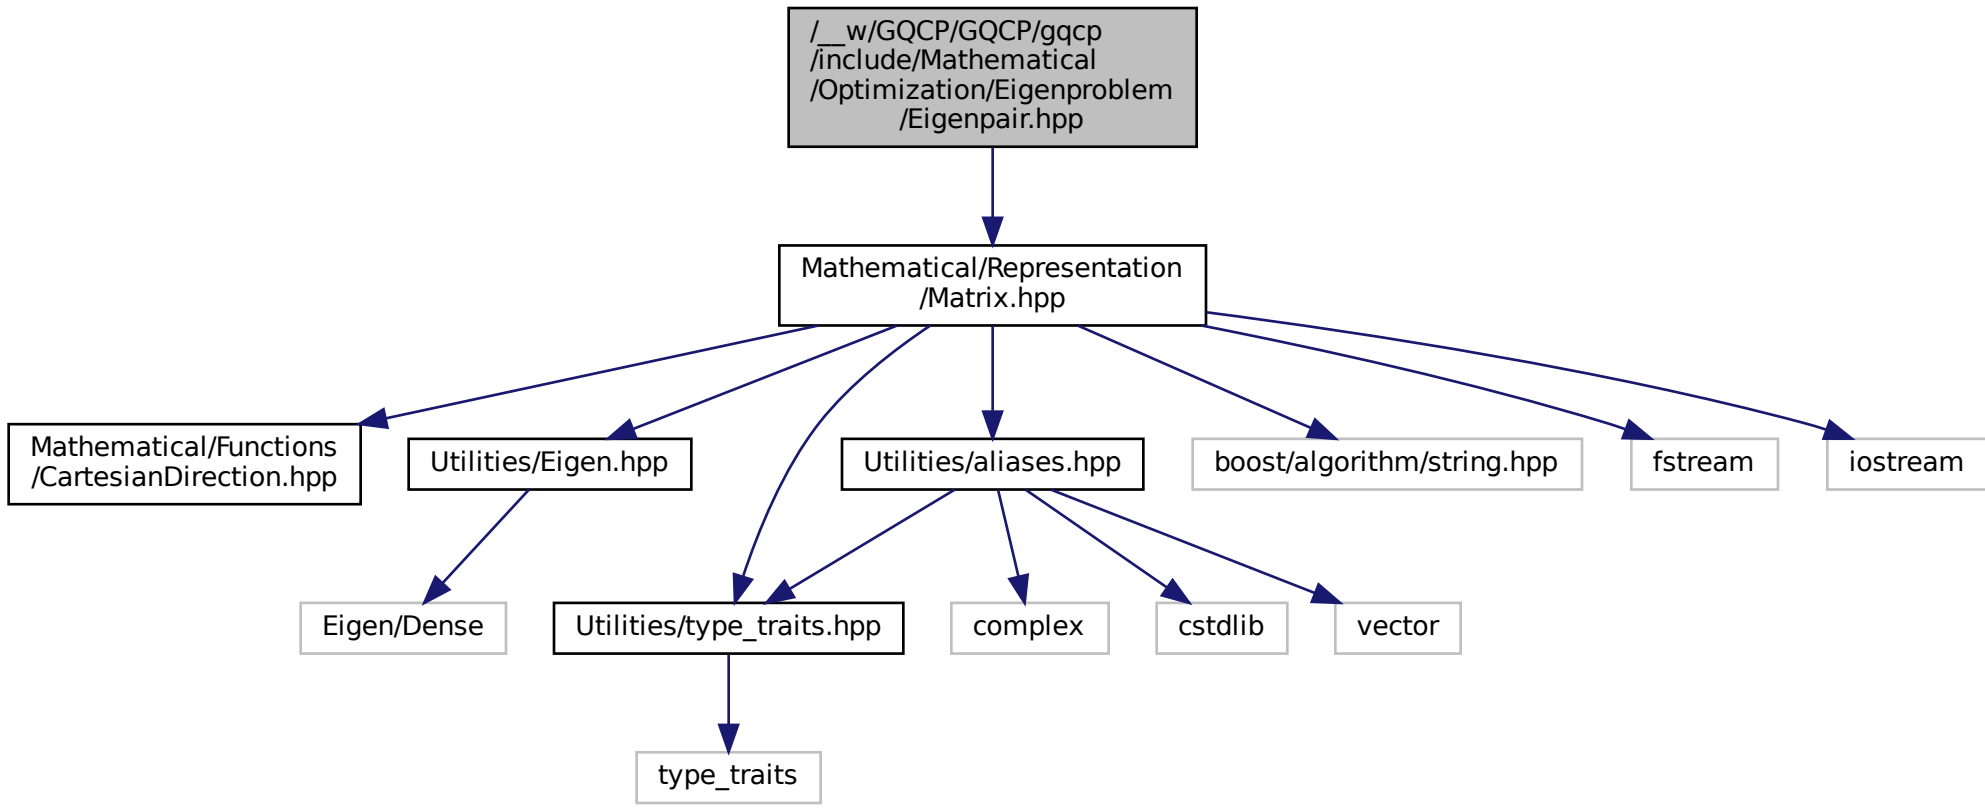 /__w/GQCP/GQCP/gqcp
/include/Mathematical
/Optimization/Eigenproblem
/Eigenpair.hpp
Mathematical/Representation
/Matrix.hpp
Mathematical/Functions
/CartesianDirection.hpp
Utilities/Eigen.hpp
Utilities/aliases.hpp
boost/algorithm/string.hpp
fstream
iostream
Eigen/Dense
Utilities/type_traits.hpp
complex
cstdlib
vector
type_traits